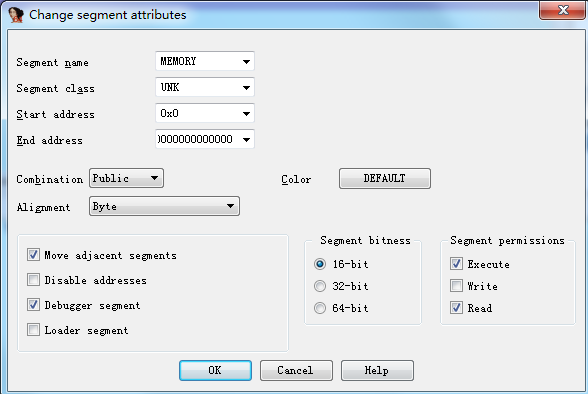 Change segment attributes
Segment name MEMORY
Segment class UNK
Start address 0x0
End address 0000000000000
Combination Public Color DEFAULT
Alignment Byte
Move adjacent segments
Disable addresses
Debugger segment
Loader segment
Segment bitness
16-bit
32-bit
64-bit
Segment permissions
Execute
Write
Read
OK Cancel Help